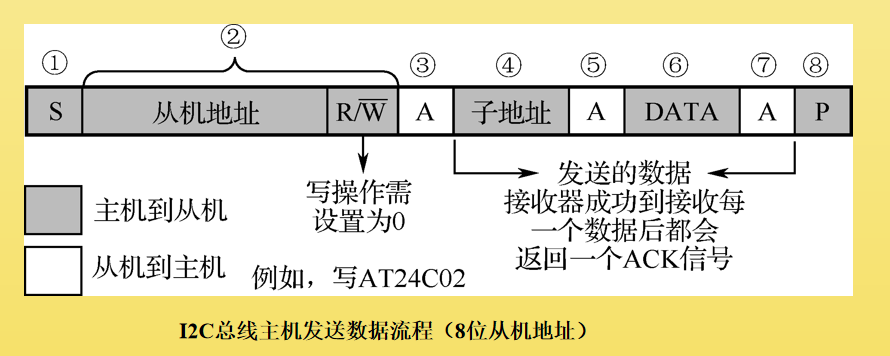 ① ② ③ ④ ⑤ ⑥ ⑦ ⑧
S 从机地址 R/W̅ A 子地址 A DATA A P
主机到从机
从机到主机
写操作需
设置为0
例如，写AT24C02
发送的数据
接收器成功到接收每
一个数据后都会
返回一个ACK信号
I2C总线主机发送数据流程（8位从机地址）